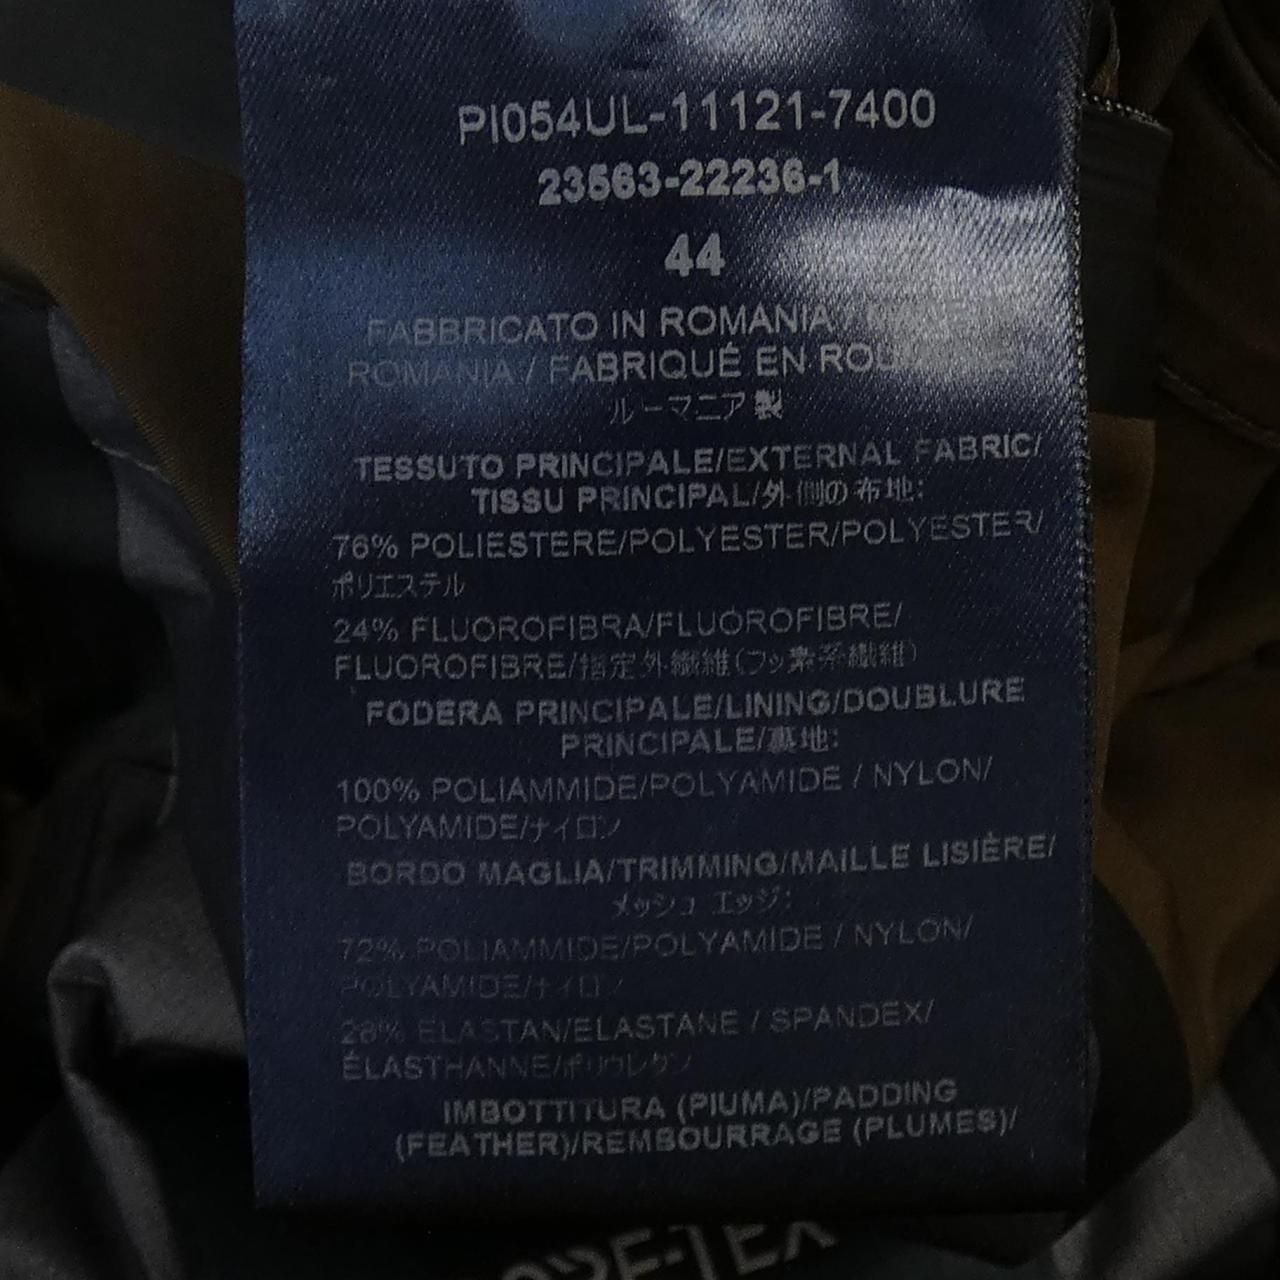 PI054UL-11121-7400
23563-22236-1
44
FABBRICATO IN ROMANIA
ROMANIA / FABRIQUÉ EN
ルーマニア製
TESSUTO PRINCIPALE/EXTERNAL FABRIC/
TISSU PRINCIPAL/外側の布地:
76% POLIESTERE/POLYESTER/POLYESTER/
ポリエステル
24% FLUOROFIBRA/FLUOROFIBRE/
FLUOROFIBRE/指定外繊維(フッ素系繊維)
FODERA PRINCIPALE/LINING/DOUBLURE
PRINCIPALE/裏地:
100% POLIAMMIDE/POLYAMIDE / NYLON/
POLYAMIDE/ナイロン
BORDO MAGLIA/TRIMMING/MAILLE LISIÈRE/
メッシュ エッジ:
72% POLIAMMIDE/POLYAMIDE / NYLON/
POLYAMIDE/ナイロン
28% ELASTAN/ELASTANE / SPANDEX/
ÉLASTHANNE/ポリウレタン
IMBOTTITURA (PIUMA)/PADDING
(FEATHER)/REMBOURRAGE (PLUMES)/
GORE-TEX